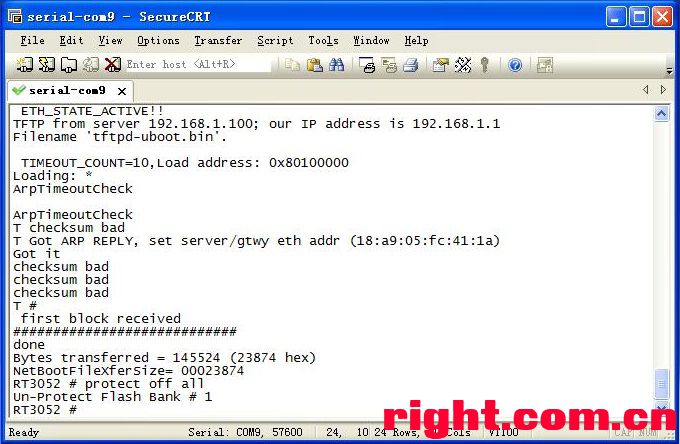 serial-com9 - SecureCRT
File Edit View Options Transfer Script Tools Window Help
Enter host <Alt+R>
serial-com9
ETH_STATE_ACTIVE!!
TFTP from server 192.168.1.100; our IP address is 192.168.1.1
Filename 'tftpd-uboot.bin'.
TIMEOUT_COUNT=10,Load address: 0x80100000
Loading: *
ArpTimeoutCheck
ArpTimeoutCheck
T checksum bad
T Got ARP REPLY, set server/gtwy eth addr (18:a9:05:fc:41:1a)
Got it
checksum bad
checksum bad
checksum bad
T #
first block received
############################
done
Bytes transferred = 145524 (23874 hex)
NetBootFileXferSize= 00023874
RT3052 # protect off all
Un-Protect Flash Bank # 1
RT3052 #
right.com.cn
Ready Serial: COM9, 57600 24, 10 24 Rows, Cols VT100 CAP NUM